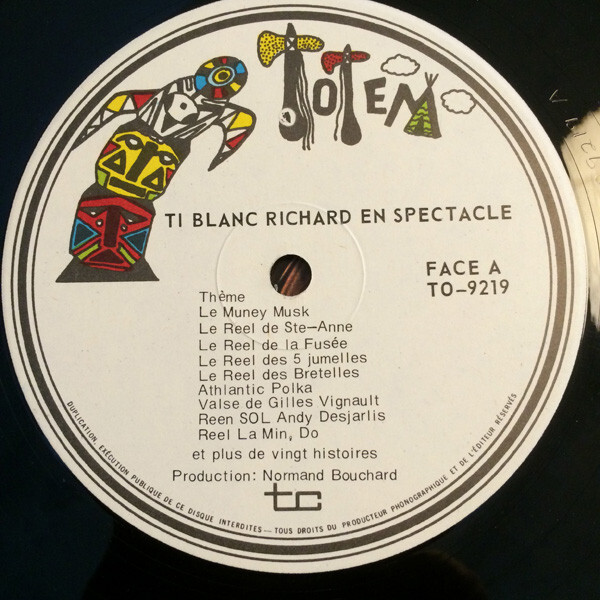 TOTEM
TI BLANC RICHARD EN SPECTACLE
FACE A
TO-9219
Thème
Le Muney Musk
Le Reel de Ste-Anne
Le Reel de la Fusée
Le Reel des 5 jumelles
Le Reel des Bretelles
Athlantic Polka
Valse de Gilles Vignault
Reen SOL Andy Desjarlis
Reel La Min, Do
et plus de vingt histoires
Production: Normand Bouchard
tc
DUPLICATION, EXÉCUTION PUBLIQUE DE CE DISQUE INTERDITES—TOUS DROITS DU PRODUCTEUR PHONOGRAPHIQUE ET DE L'ÉDITEUR RÉSERVÉS